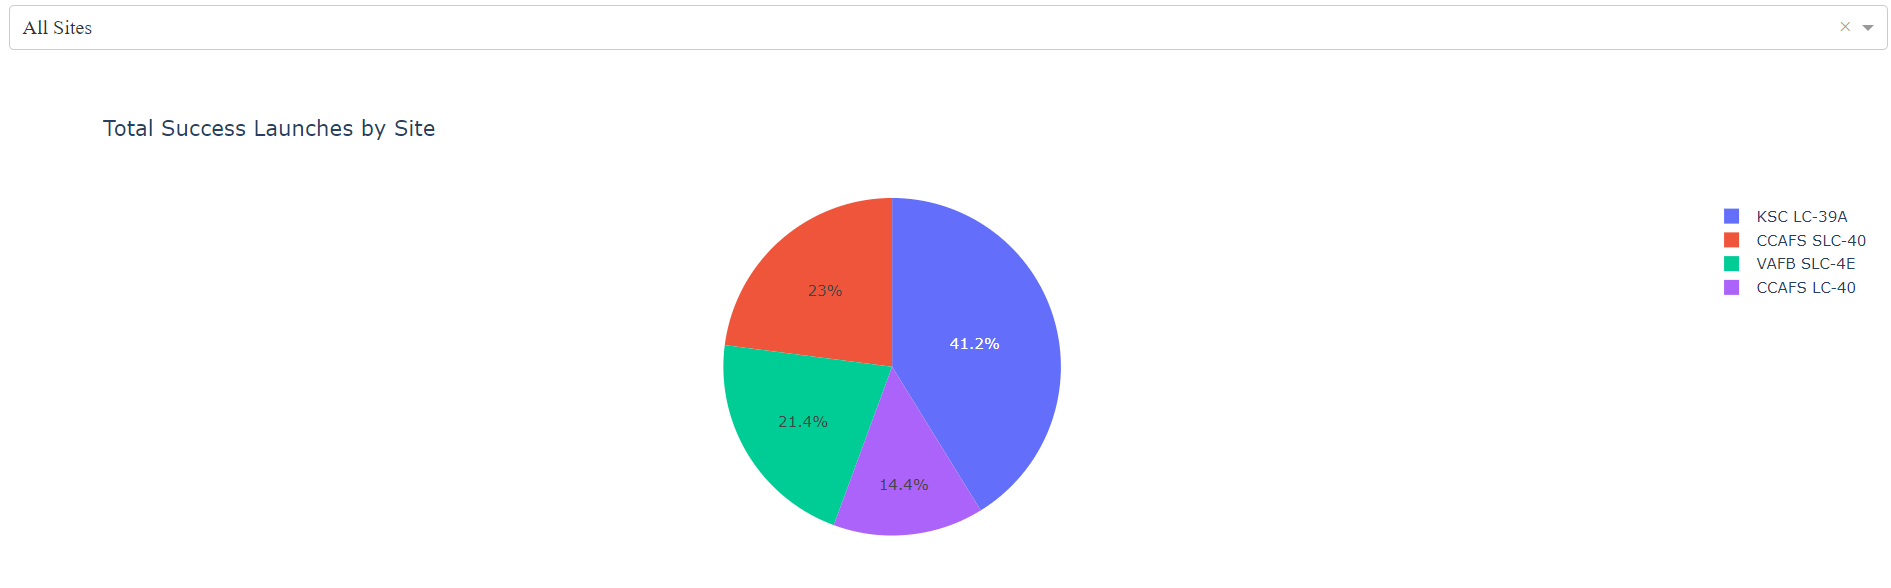 All Sites
Total Success Launches by Site
KSC LC-39A
CCAFS SLC-40
VAFB SLC-4E
CCAFS LC-40
23%
41.2%
21.4%
14.4%